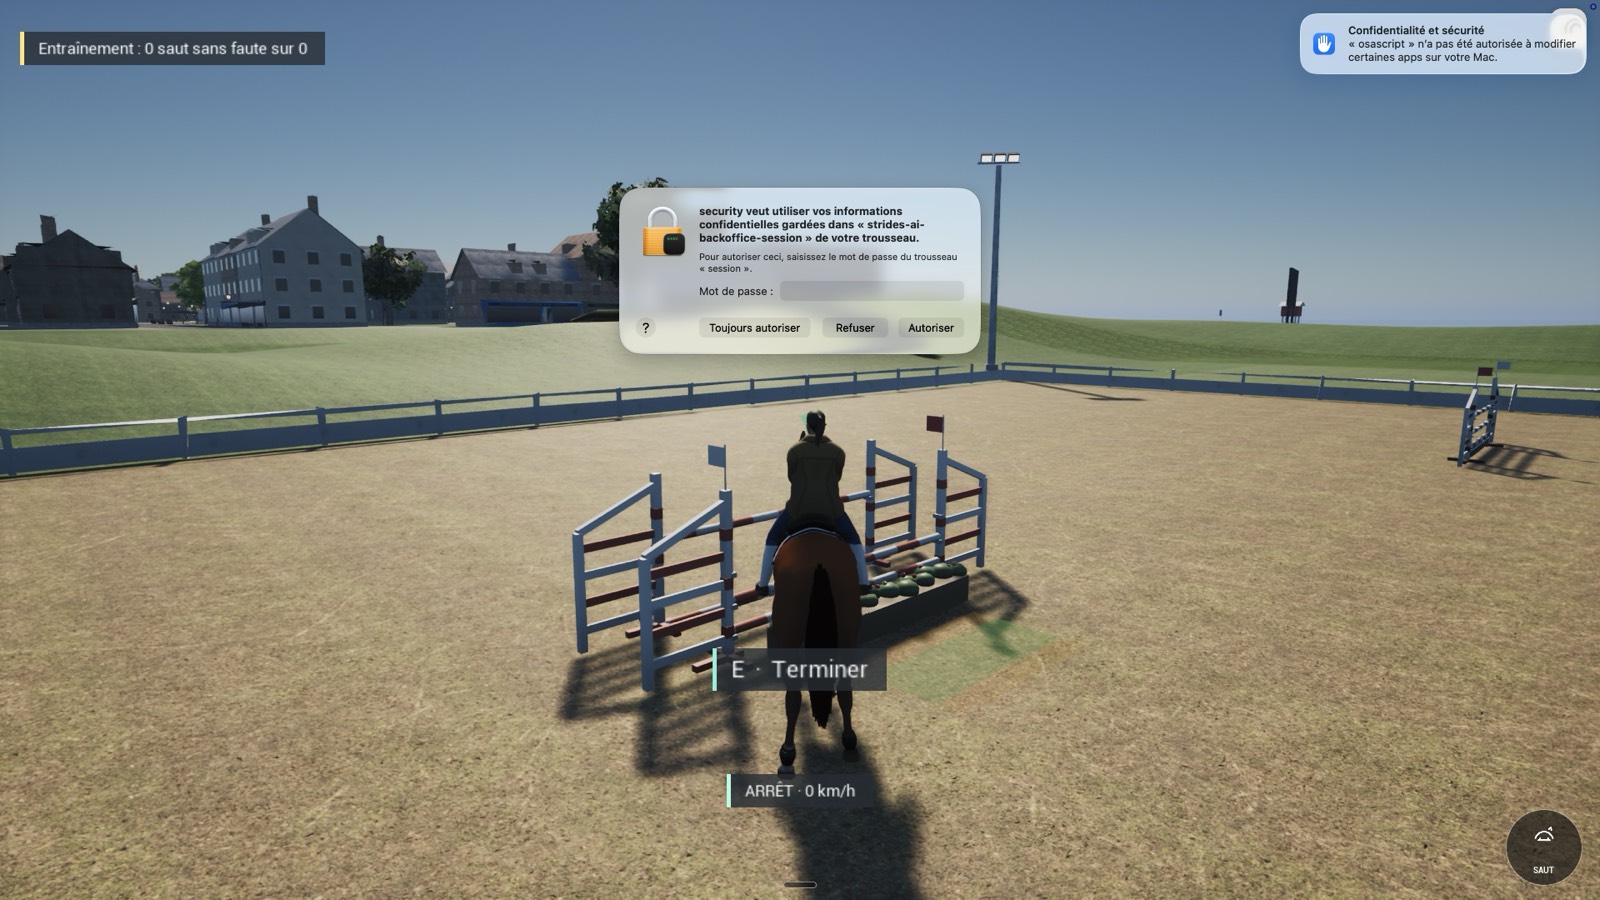 Entraînement : 0 saut sans faute sur 0
Confidentialité et sécurité
« osascript » n'a pas été autorisée à modifier
certaines apps sur votre Mac.
security veut utiliser vos informations
confidentielles gardées dans « strides-ai-
backoffice-session » de votre trousseau.
Pour autoriser ceci, saisissez le mot de passe du trousseau
« session ».
Mot de passe :
?
Toujours autoriser
Refuser
Autoriser
E · Terminer
ARRÊT · 0 km/h
SAUT